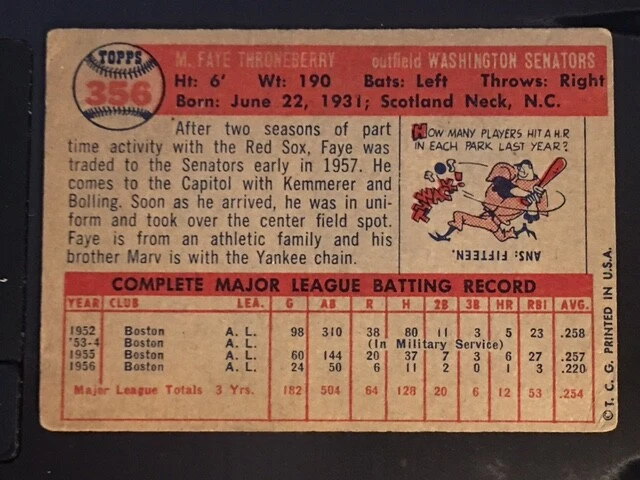 TOPPS
356
M. FAYE THRONEBERRY outfield WASHINGTON SENATORS
Ht: 6' Wt: 190 Bats: Left Throws: Right
Born: June 22, 1931; Scotland Neck, N.C.
After two seasons of part
time activity with the Red Sox, Faye was
traded to the Senators early in 1957. He
comes to the Capitol with Kemmerer and
Bolling. Soon as he arrived, he was in uni-
form and took over the center field spot.
Faye is from an athletic family and his
brother Marv is with the Yankee chain.
HOW MANY PLAYERS HIT A H.R.
IN EACH PARK LAST YEAR?
ANS: FIFTEEN.
COMPLETE MAJOR LEAGUE BATTING RECORD
YEAR CLUB LEA. G AB R H 2B 3B HR RBI AVG.
1952 Boston A. L. 98 310 38 80 11 3 5 23 .258
'53-4 Boston A. L. (In Military Service)
1955 Boston A. L. 60 144 20 37 7 3 6 27 .257
1956 Boston A. L. 24 50 6 11 2 0 1 3 .220
Major League Totals 3 Yrs. 182 504 64 128 20 6 12 53 .254
© T. C. G. PRINTED IN U.S.A.